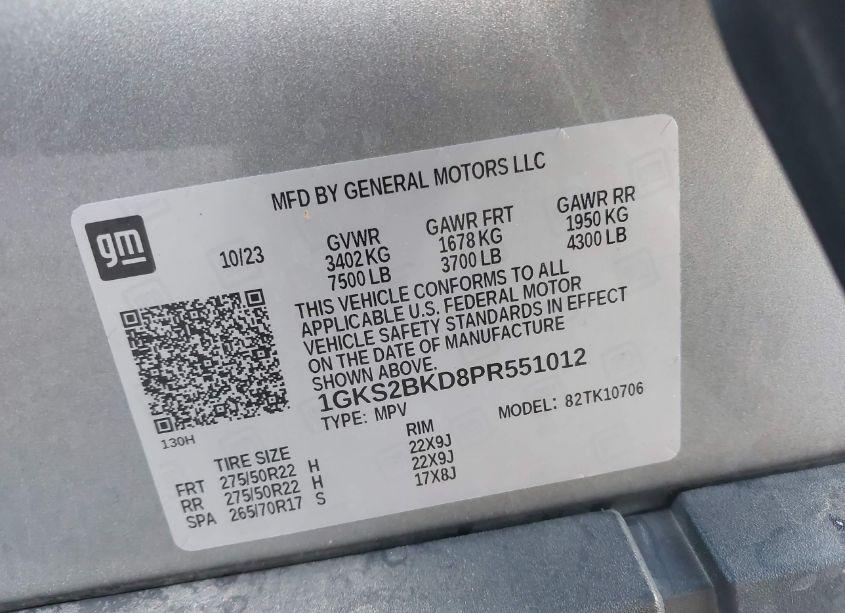 MFD BY GENERAL MOTORS LLC
gm
10/23
GVWR
3402 KG
7500 LB
GAWR FRT
1678 KG
3700 LB
GAWR RR
1950 KG
4300 LB
THIS VEHICLE CONFORMS TO ALL
APPLICABLE U.S. FEDERAL MOTOR
VEHICLE SAFETY STANDARDS IN EFFECT
ON THE DATE OF MANUFACTURE
SHOWN ABOVE.
1GKS2BKD8PR551012
TYPE: MPV
MODEL: 82TK10706
130H
TIRE SIZE RIM
FRT 275/50R22 H 22X9J
RR 275/50R22 H 22X9J
SPA 265/70R17 S 17X8J